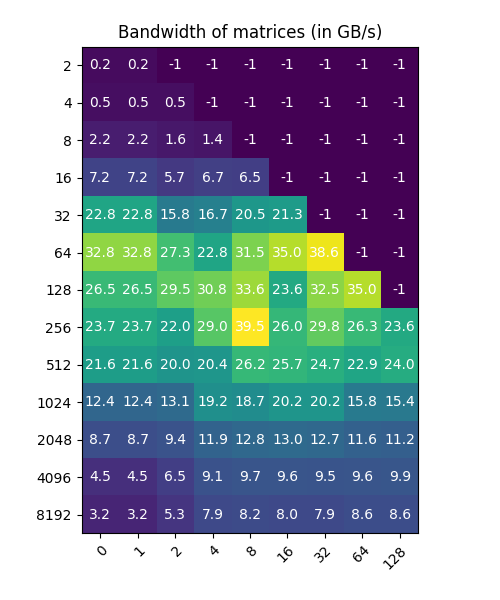 Bandwidth of matrices (in GB/s)
2 0.2 0.2 -1 -1 -1 -1 -1 -1 -1
4 0.5 0.5 0.5 -1 -1 -1 -1 -1 -1
8 2.2 2.2 1.6 1.4 -1 -1 -1 -1 -1
16 7.2 7.2 5.7 6.7 6.5 -1 -1 -1 -1
32 22.8 22.8 15.8 16.7 20.5 21.3 -1 -1 -1
64 32.8 32.8 27.3 22.8 31.5 35.0 38.6 -1 -1
128 26.5 26.5 29.5 30.8 33.6 23.6 32.5 35.0 -1
256 23.7 23.7 22.0 29.0 39.5 26.0 29.8 26.3 23.6
512 21.6 21.6 20.0 20.4 26.2 25.7 24.7 22.9 24.0
1024 12.4 12.4 13.1 19.2 18.7 20.2 20.2 15.8 15.4
2048 8.7 8.7 9.4 11.9 12.8 13.0 12.7 11.6 11.2
4096 4.5 4.5 6.5 9.1 9.7 9.6 9.5 9.6 9.9
8192 3.2 3.2 5.3 7.9 8.2 8.0 7.9 8.6 8.6
0 1 2 4 8 16 32 64 128